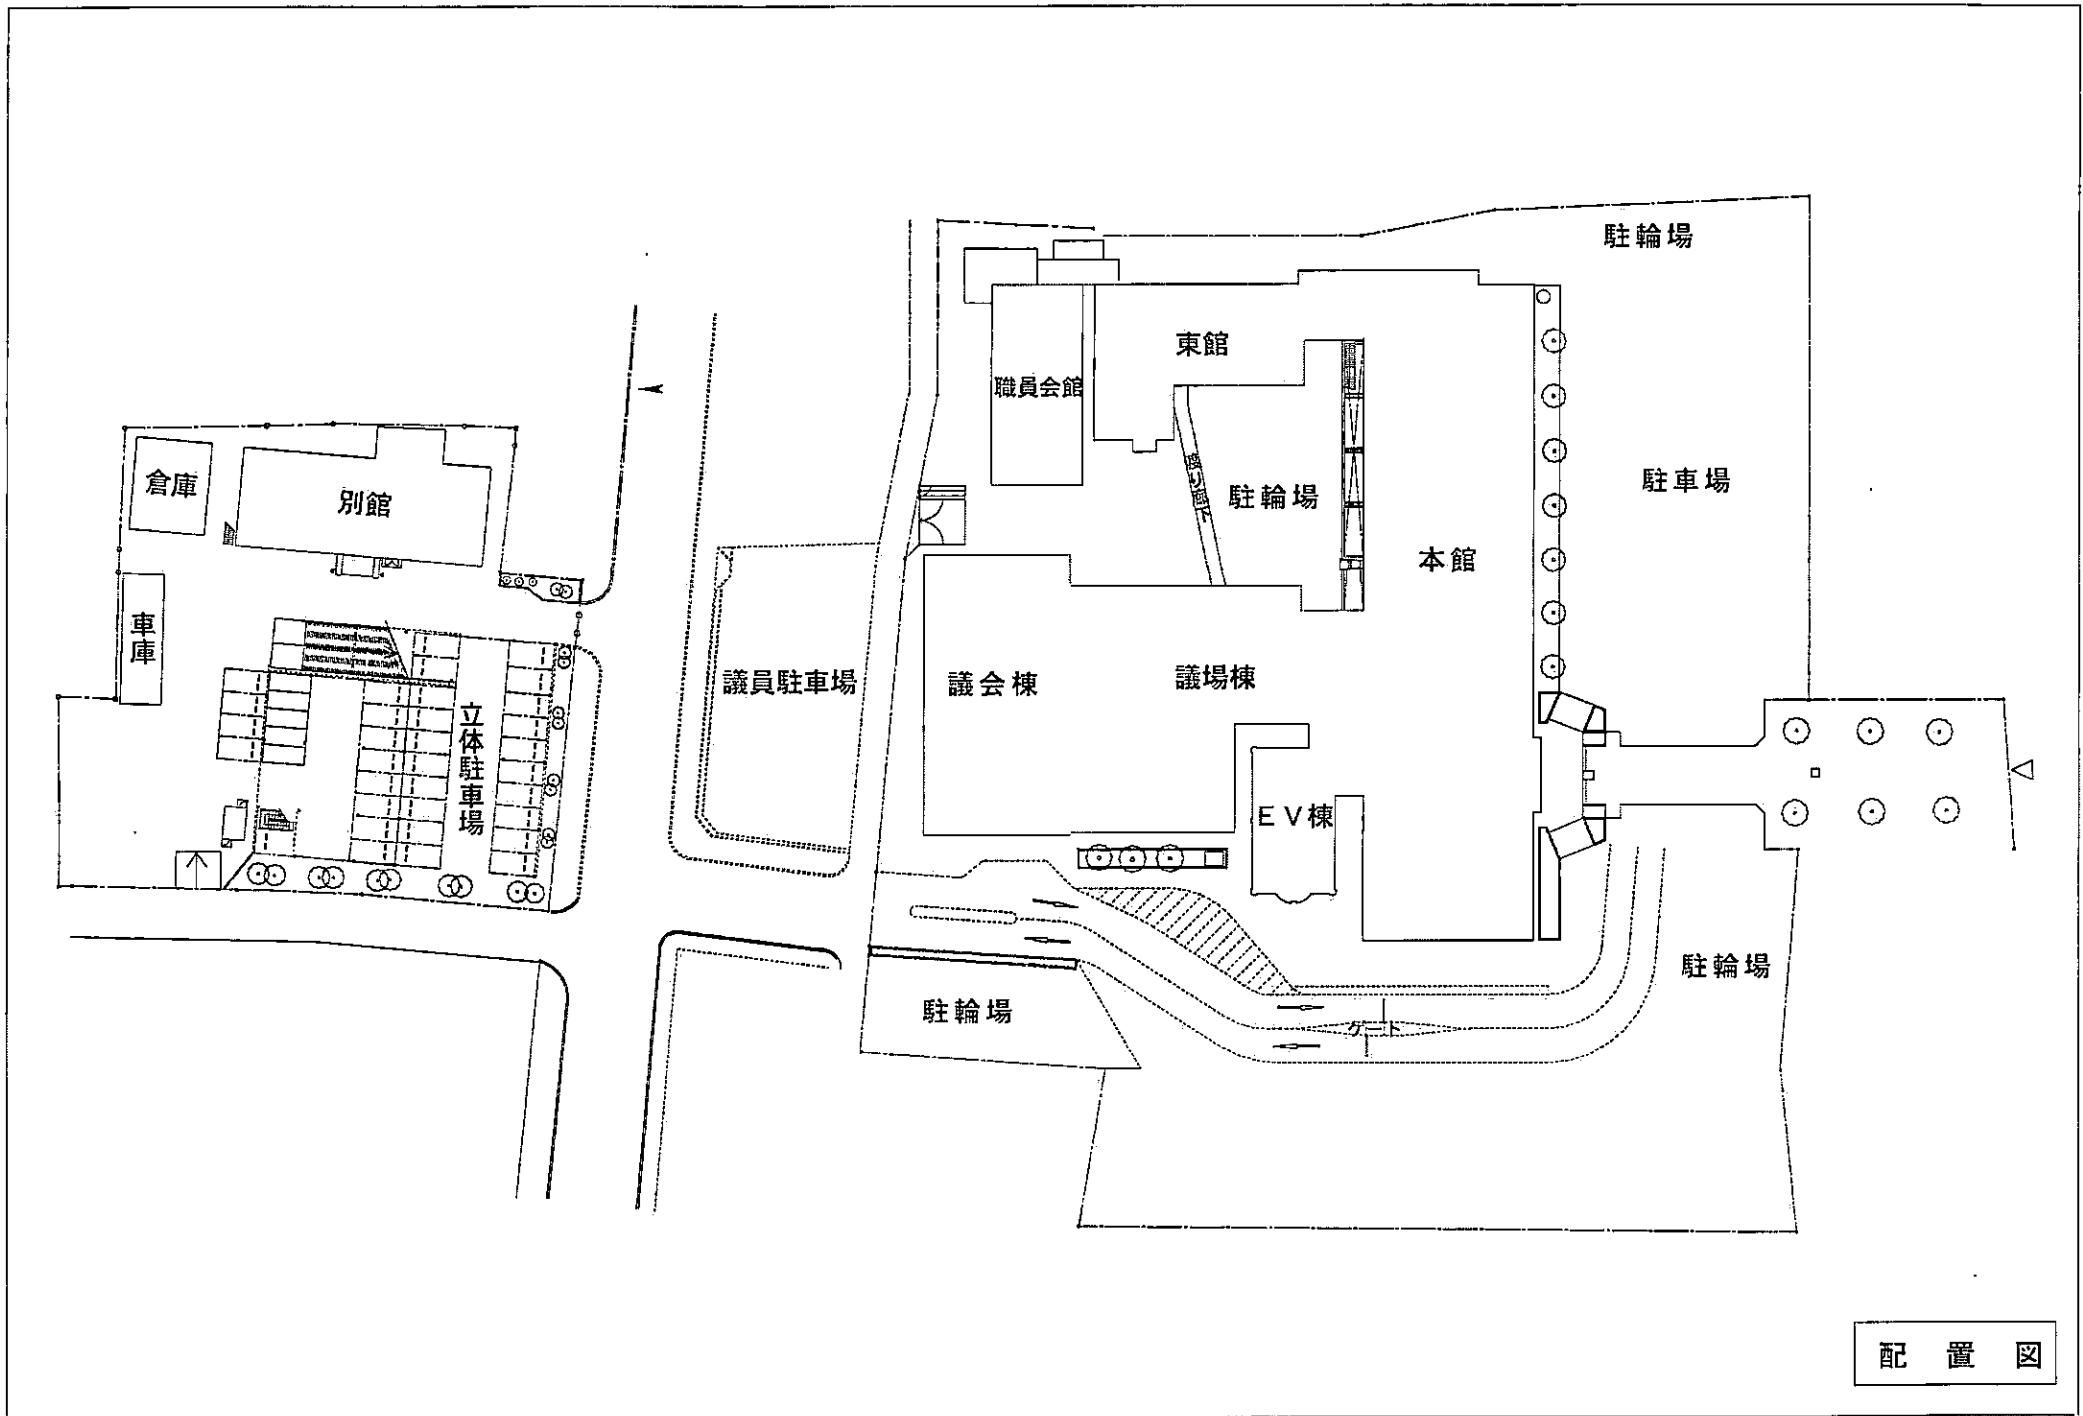 駐輪場
東館
職員会館
倉庫
別館
渡り廊下
駐輪場
駐車場
本館
車庫
議員駐車場
議会棟
議場棟
立体駐車場
EV棟
駐輪場
駐輪場
ゲート
配置図